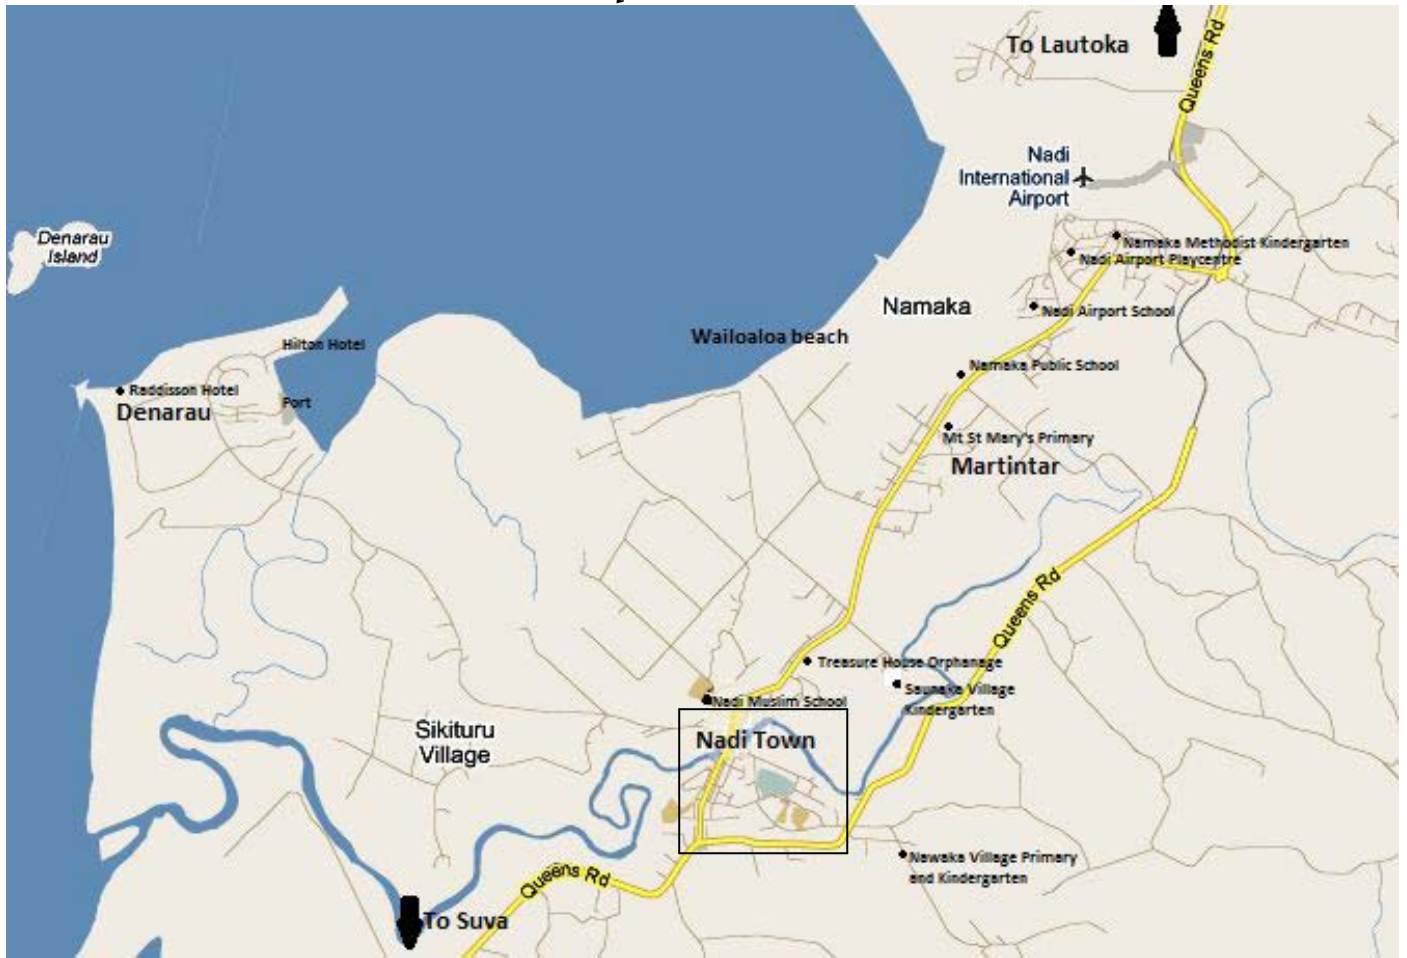 To Lautoka
Queens Rd
Nadi
International
Airport
Denarau
Island
Namaka Methodist Kindergarten
Nadi Airport Playcentre
Namaka
Nadi Airport School
Wailoaloa beach
Hilton Hotel
Namaka Public School
Raddisson Hotel
Port
Denarau
Mt St Mary's Primary
Martintar
Queens Rd
Treasure House Orphanage
Saunaka Village
Kindergarten
Nadi Muslim School
Sikituru
Village
Nadi Town
Nawaka Village Primary
and Kindergarten
Queens Rd
To Suva